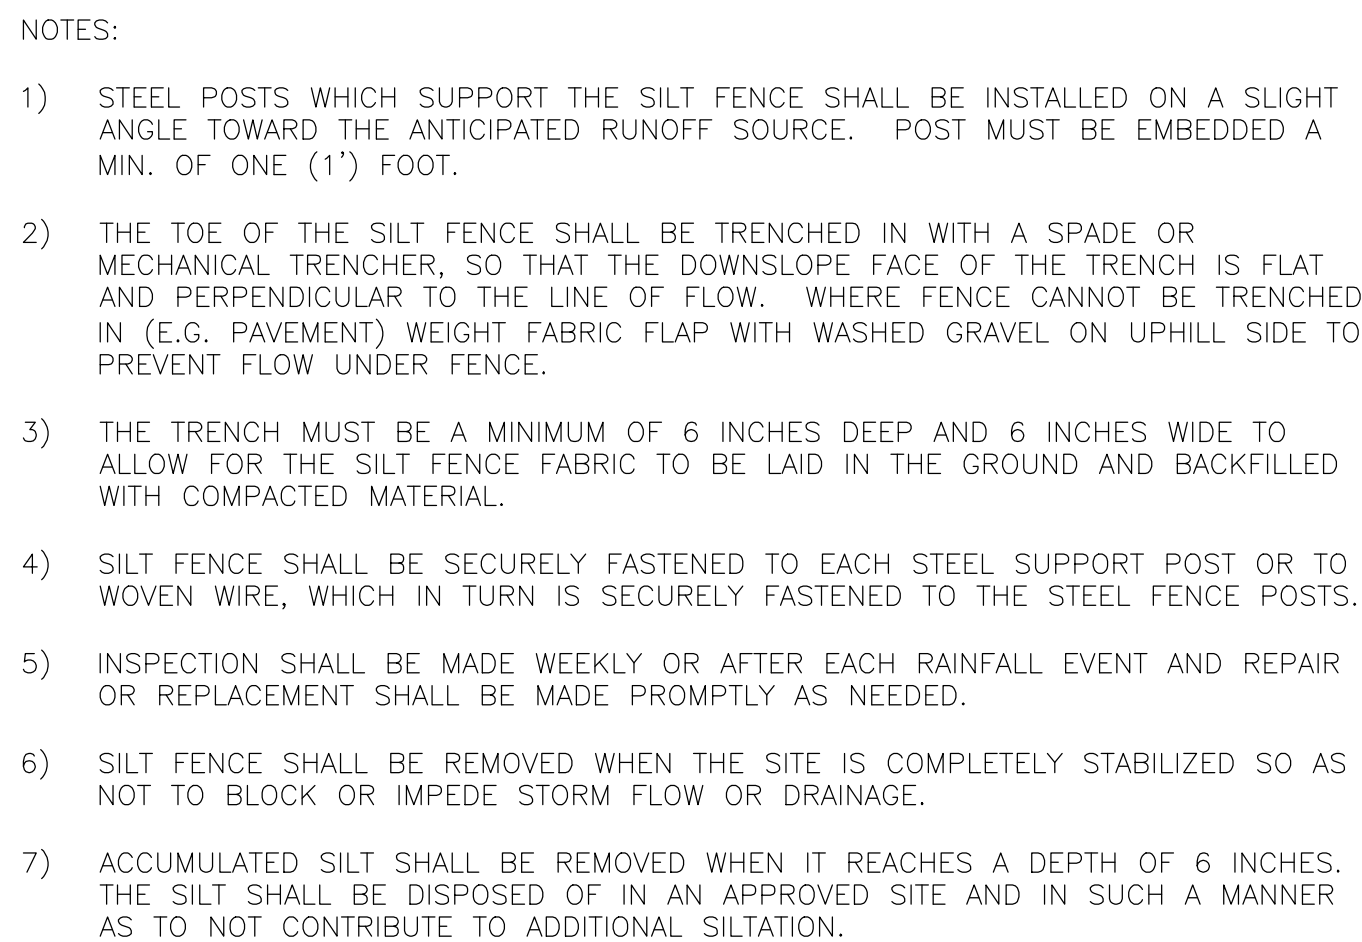 NOTES:
1) STEEL POSTS WHICH SUPPORT THE SILT FENCE SHALL BE INSTALLED ON A SLIGHT
ANGLE TOWARD THE ANTICIPATED RUNOFF SOURCE. POST MUST BE EMBEDDED A
MIN. OF ONE (1') FOOT.
2) THE TOE OF THE SILT FENCE SHALL BE TRENCHED IN WITH A SPADE OR
MECHANICAL TRENCHER, SO THAT THE DOWNSLOPE FACE OF THE TRENCH IS FLAT
AND PERPENDICULAR TO THE LINE OF FLOW. WHERE FENCE CANNOT BE TRENCHED
IN (E.G. PAVEMENT) WEIGHT FABRIC FLAP WITH WASHED GRAVEL ON UPHILL SIDE TO
PREVENT FLOW UNDER FENCE.
3) THE TRENCH MUST BE A MINIMUM OF 6 INCHES DEEP AND 6 INCHES WIDE TO
ALLOW FOR THE SILT FENCE FABRIC TO BE LAID IN THE GROUND AND BACKFILLED
WITH COMPACTED MATERIAL.
4) SILT FENCE SHALL BE SECURELY FASTENED TO EACH STEEL SUPPORT POST OR TO
WOVEN WIRE, WHICH IN TURN IS SECURELY FASTENED TO THE STEEL FENCE POSTS.
5) INSPECTION SHALL BE MADE WEEKLY OR AFTER EACH RAINFALL EVENT AND REPAIR
OR REPLACEMENT SHALL BE MADE PROMPTLY AS NEEDED.
6) SILT FENCE SHALL BE REMOVED WHEN THE SITE IS COMPLETELY STABILIZED SO AS
NOT TO BLOCK OR IMPEDE STORM FLOW OR DRAINAGE.
7) ACCUMULATED SILT SHALL BE REMOVED WHEN IT REACHES A DEPTH OF 6 INCHES.
THE SILT SHALL BE DISPOSED OF IN AN APPROVED SITE AND IN SUCH A MANNER
AS TO NOT CONTRIBUTE TO ADDITIONAL SILTATION.